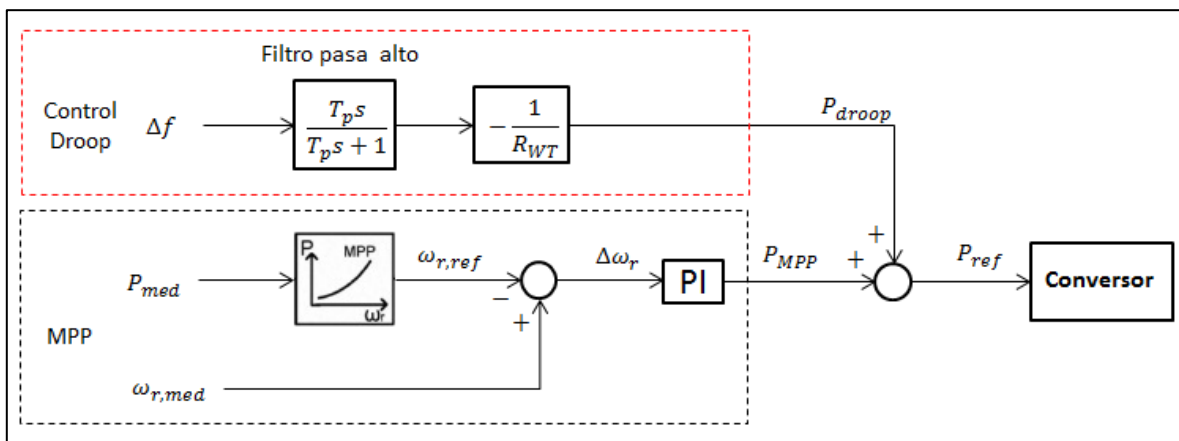 Filtro pasa alto
Control
Droop
Δf
T_p s
T_p s + 1
− 1
R_WT
P_droop
P_med
P
MPP
ω_r
ω_r,ref
−
+
Δω_r
PI
P_MPP
+
+
P_ref
Conversor
MPP
ω_r,med